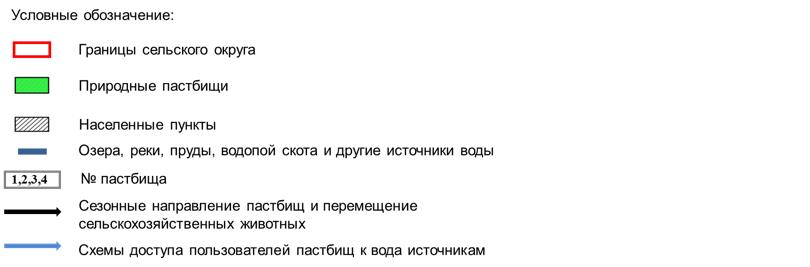 Условные обозначение:
Границы сельского округа
Природные пастбищи
Населенные пункты
Озера, реки, пруды, водопой скота и другие источники воды
1,2,3,4 № пастбища
Сезонные направление пастбищ и перемещение
сельскохозяйственных животных
Схемы доступа пользователей пастбищ к вода источникам